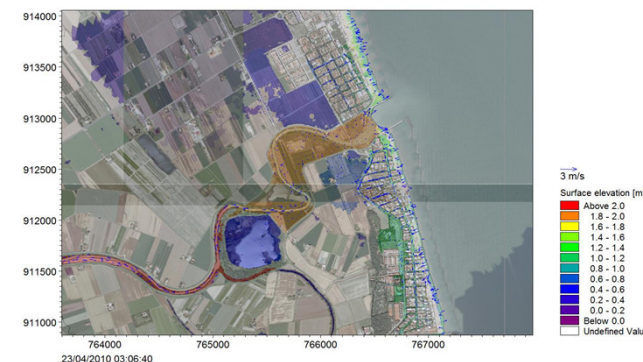 914000
913500
913000
912500
912000
911500
911000
764000 765000 766000 767000
23/04/2010 03:06:40
3 m/s
Surface elevation [m
Above 2.0
1.8 - 2.0
1.6 - 1.8
1.4 - 1.6
1.2 - 1.4
1.0 - 1.2
0.8 - 1.0
0.6 - 0.8
0.4 - 0.6
0.2 - 0.4
0.0 - 0.2
Below 0.0
Undefined Valu